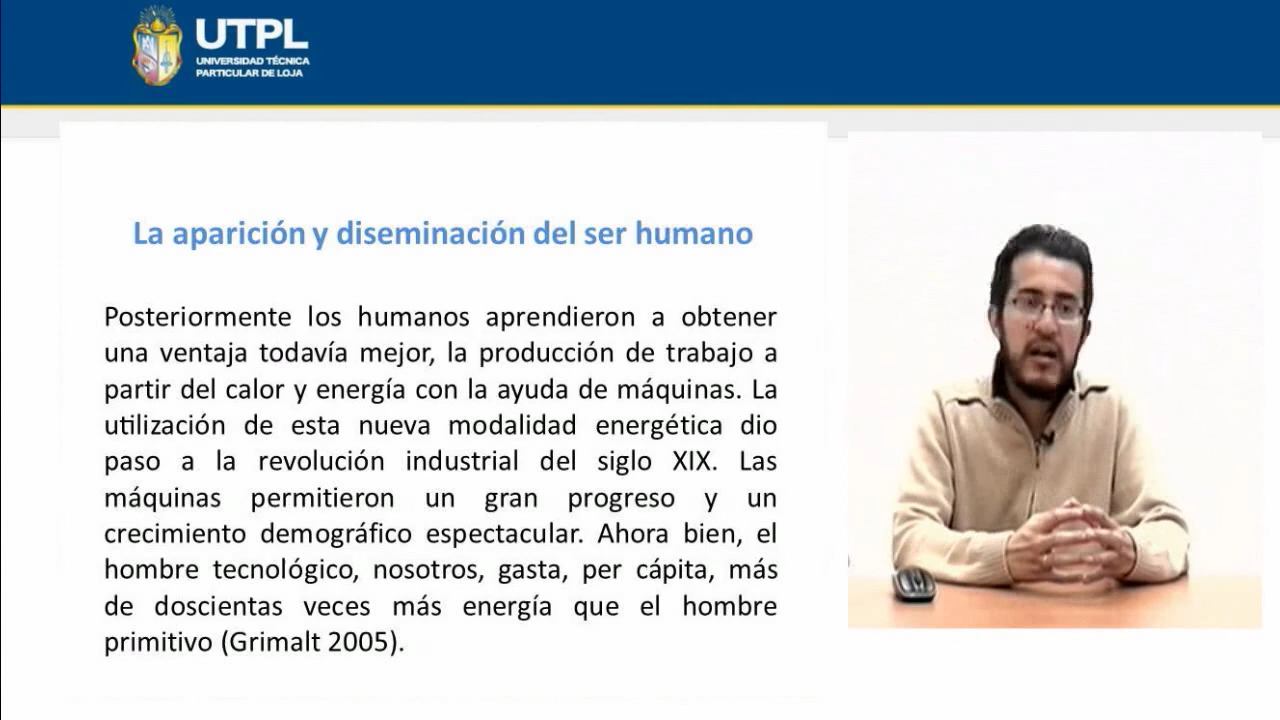 UTPL
UNIVERSIDAD TÉCNICA
PARTICULAR DE LOJA
La aparición y diseminación del ser humano
Posteriormente los humanos aprendieron a obtener
una ventaja todavía mejor, la producción de trabajo a
partir del calor y energía con la ayuda de máquinas. La
utilización de esta nueva modalidad energética dio
paso a la revolución industrial del siglo XIX. Las
máquinas permitieron un gran progreso y un
crecimiento demográfico espectacular. Ahora bien, el
hombre tecnológico, nosotros, gasta, per cápita, más
de doscientas veces más energía que el hombre
primitivo (Grimalt 2005).